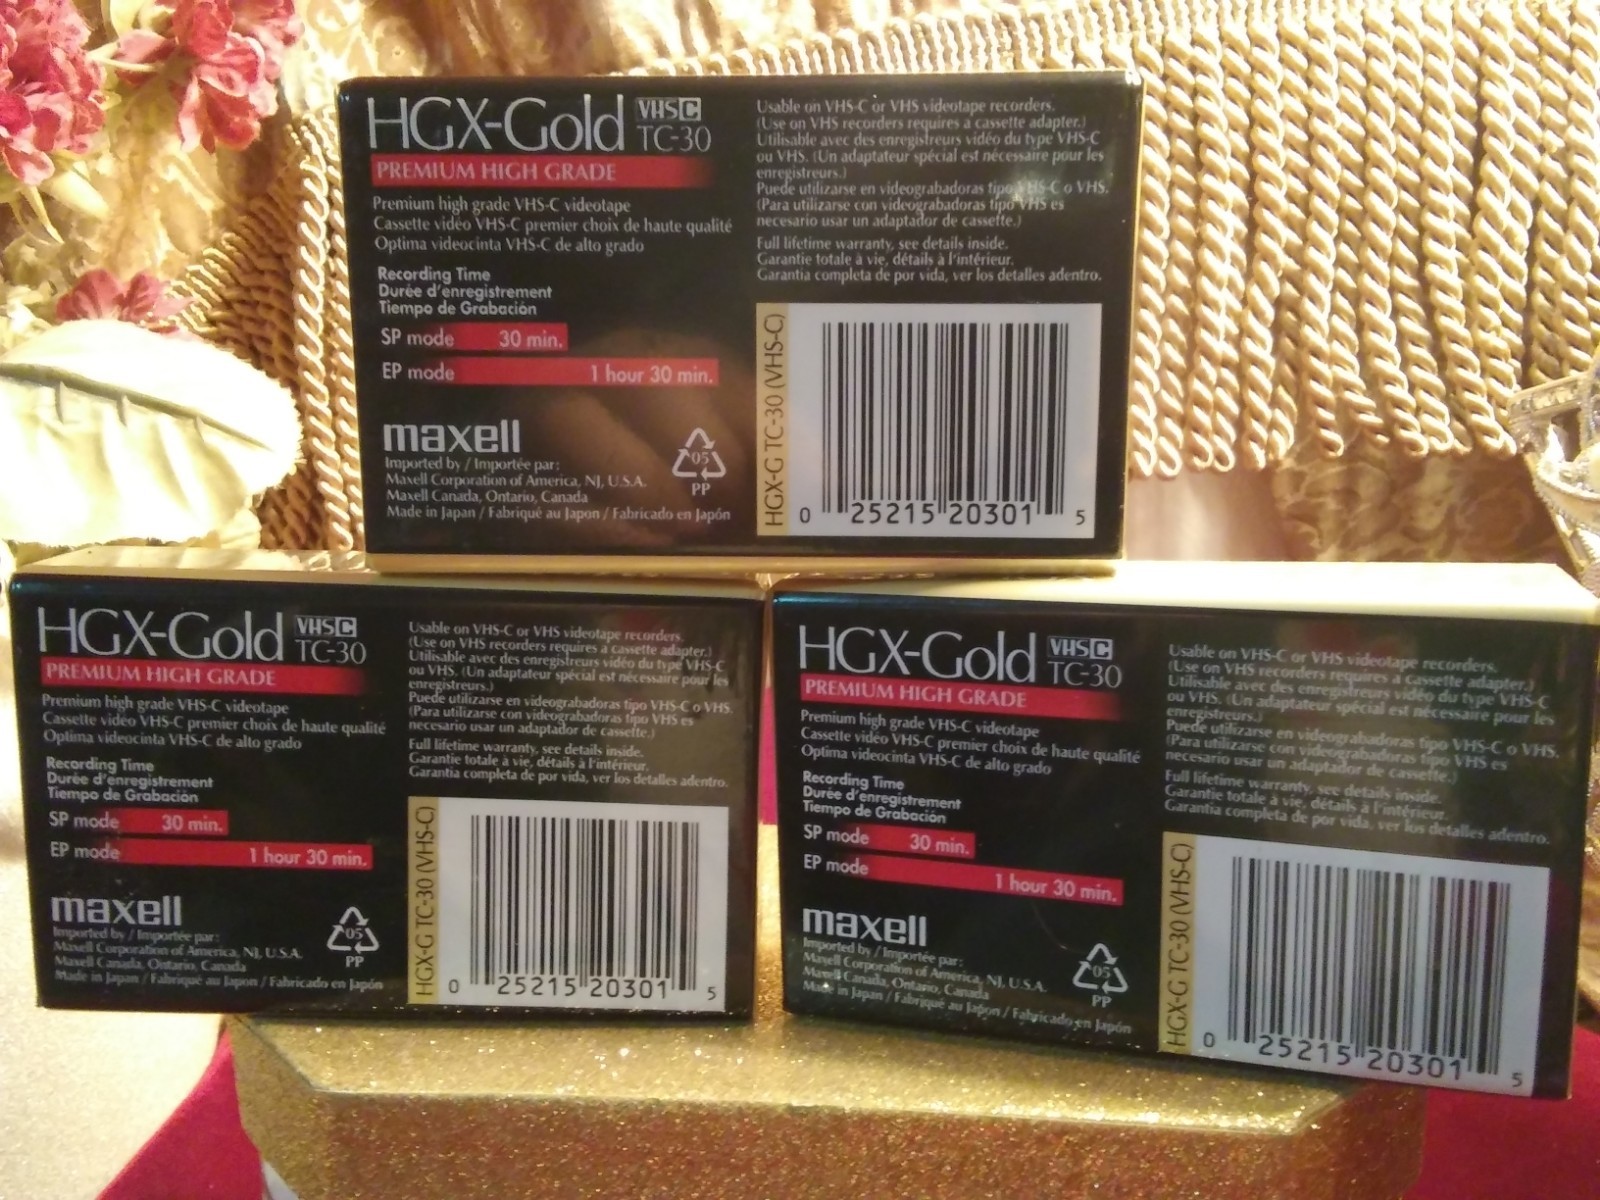 HGX-Gold VHSC TC-30
PREMIUM HIGH GRADE
Premium high grade VHS-C videotape
Cassette vidéo VHS-C premier choix de haute qualité
Optima videocinta VHS-C de alto grado
Recording Time
Durée d'enregistrement
Tiempo de Grabación
SP mode 30 min.
EP mode 1 hour 30 min.
maxell
Imported by / Importée par:
Maxell Corporation of America, NJ, U.S.A.
Maxell Canada, Ontario, Canada
Made in Japan / Fabriqué au Japon / Fabricado en Japón
05
PP
Usable on VHS-C or VHS videotape recorders.
(Use on VHS recorders requires a cassette adapter.)
Utilisable avec des enregistreurs vidéo du type VHS-C
ou VHS. (Un adaptateur spécial est nécessaire pour les
enregistreurs.)
Puede utilizarse en videograbadoras tipo VHS-C o VHS.
(Para utilizarse con videograbadoras tipo VHS es
necesario usar un adaptador de cassette.)
Full lifetime warranty, see details inside.
Garantie totale à vie, détails à l'intérieur.
Garantia completa de por vida, ver los detalles adentro.
HGX-G TC-30 (VHS-C)
0 25215 20301 5
HGX-Gold VHSC TC-30
PREMIUM HIGH GRADE
Premium high grade VHS-C videotape
Cassette vidéo VHS-C premier choix de haute qualité
Optima videocinta VHS-C de alto grado
Recording Time
Durée d'enregistrement
Tiempo de Grabación
SP mode 30 min.
EP mode 1 hour 30 min.
maxell
Imported by / Importée par:
Maxell Corporation of America, NJ, U.S.A.
Maxell Canada, Ontario, Canada
Made in Japan / Fabriqué au Japon / Fabricado en Japón
05
PP
Usable on VHS-C or VHS videotape recorders.
(Use on VHS recorders requires a cassette adapter.)
Utilisable avec des enregistreurs vidéo du type VHS-C
ou VHS. (Un adaptateur spécial est nécessaire pour les
enregistreurs.)
Puede utilizarse en videograbadoras tipo VHS-C o VHS.
(Para utilizarse con videograbadoras tipo VHS es
necesario usar un adaptador de cassette.)
Full lifetime warranty, see details inside.
Garantie totale à vie, détails à l'intérieur.
Garantia completa de por vida, ver los detalles adentro.
HGX-G TC-30 (VHS-C)
0 25215 20301 5
HGX-Gold VHSC TC-30
PREMIUM HIGH GRADE
Premium high grade VHS-C videotape
Cassette vidéo VHS-C premier choix de haute qualité
Optima videocinta VHS-C de alto grado
Recording Time
Durée d'enregistrement
Tiempo de Grabación
SP mode 30 min.
EP mode 1 hour 30 min.
maxell
Imported by / Importée par:
Maxell Corporation of America, NJ, U.S.A.
Maxell Canada, Ontario, Canada
Made in Japan / Fabriqué au Japon / Fabricado en Japón
05
PP
Usable on VHS-C or VHS videotape recorders.
(Use on VHS recorders requires a cassette adapter.)
Utilisable avec des enregistreurs vidéo du type VHS-C
ou VHS. (Un adaptateur spécial est nécessaire pour les
enregistreurs.)
Puede utilizarse en videograbadoras tipo VHS-C o VHS.
(Para utilizarse con videograbadoras tipo VHS es
necesario usar un adaptador de cassette.)
Full lifetime warranty, see details inside.
Garantie totale à vie, détails à l'intérieur.
Garantia completa de por vida, ver los detalles adentro.
HGX-G TC-30 (VHS-C)
0 25215 20301 5